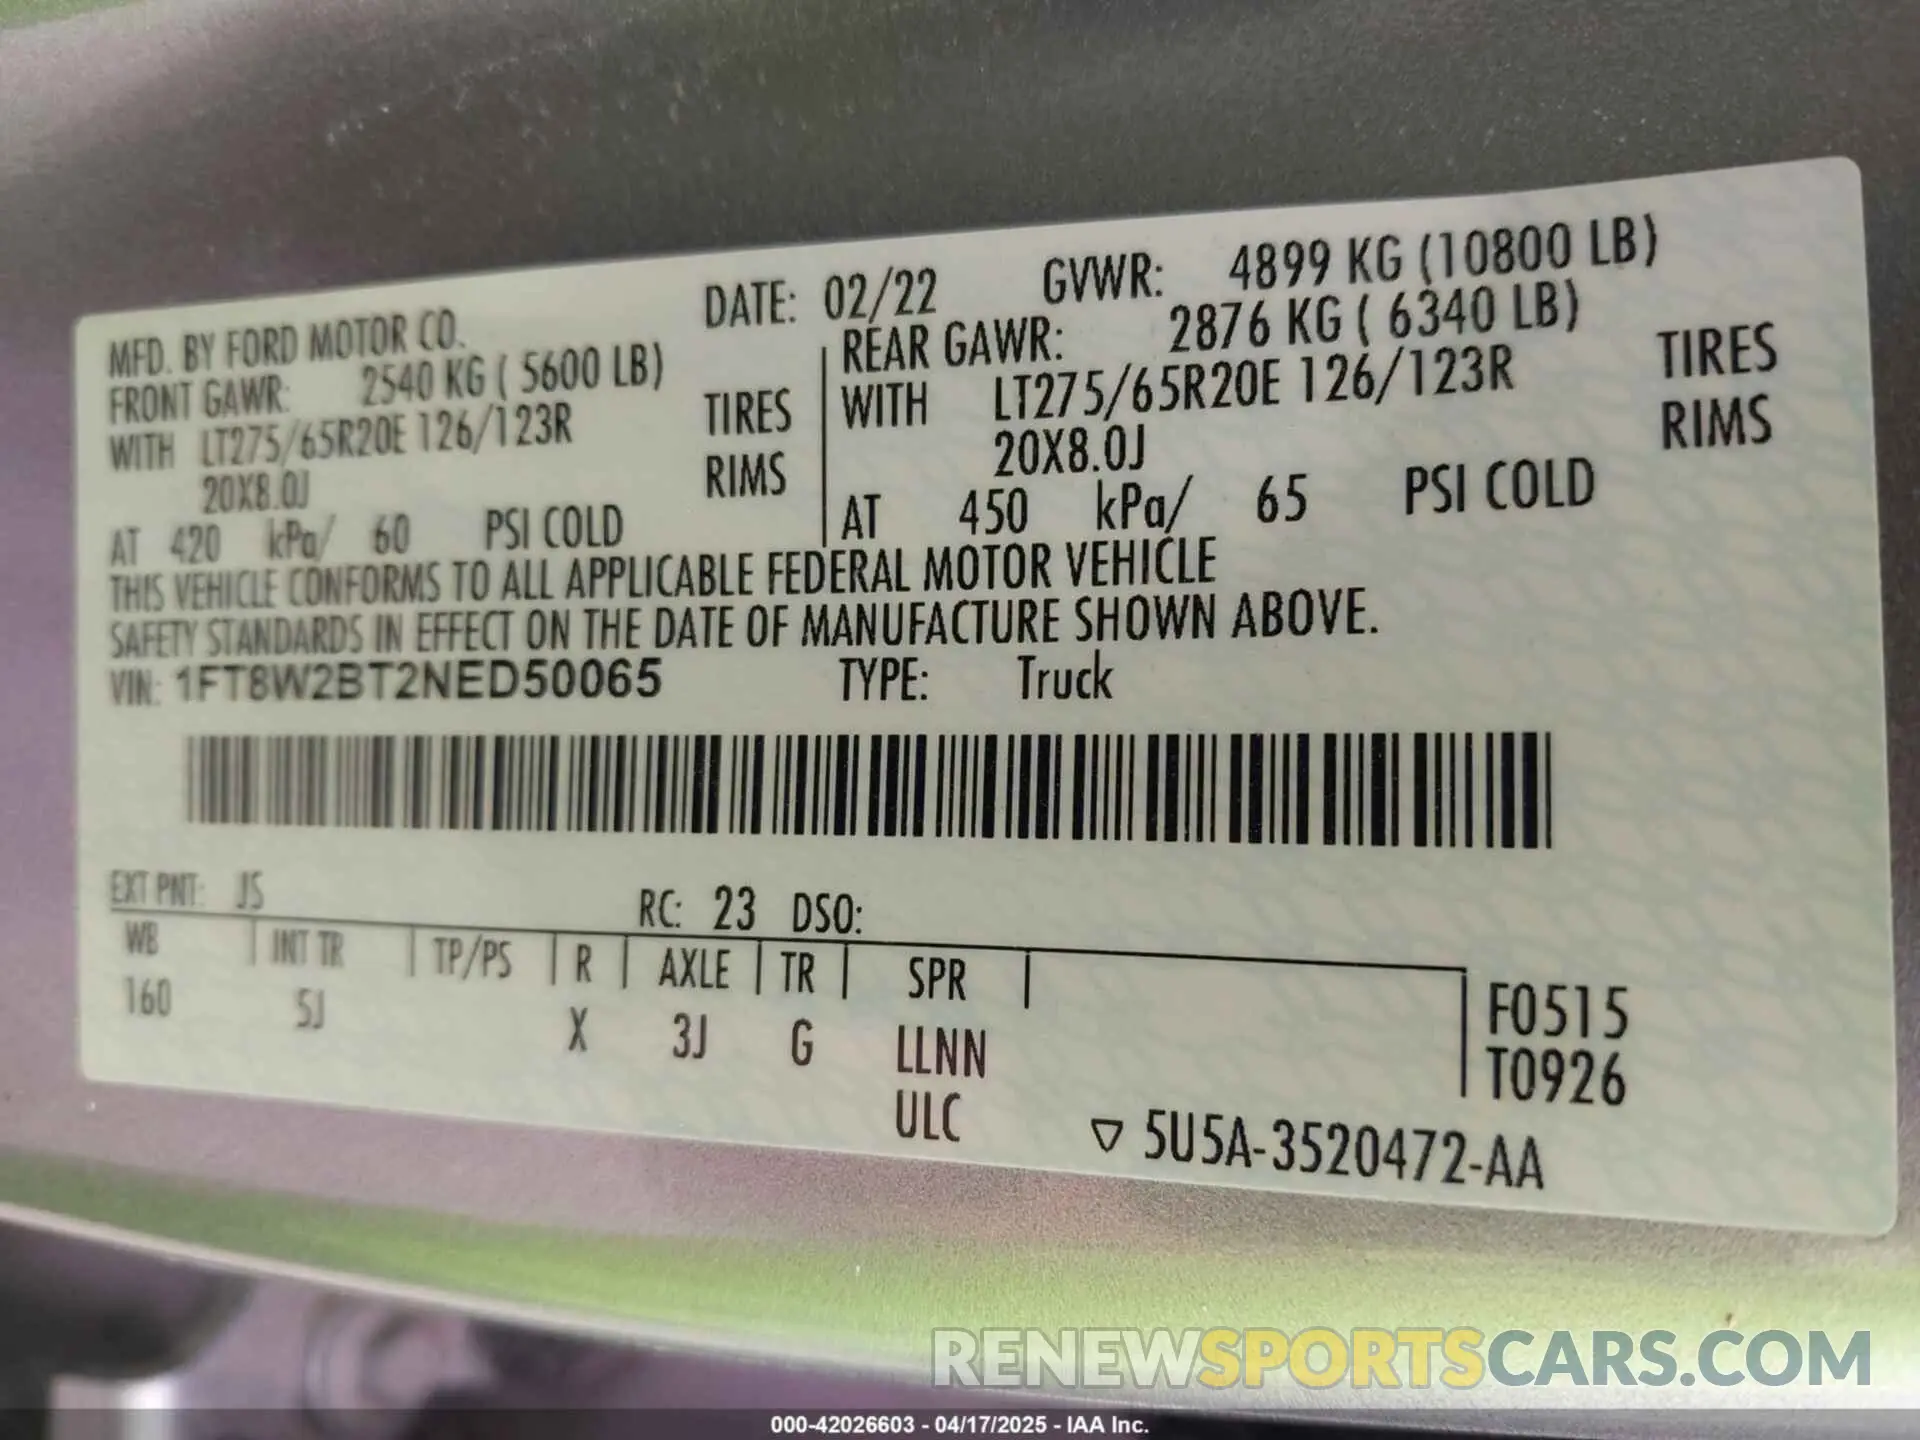 MFD. BY FORD MOTOR CO. DATE: 02/22 GVWR: 4899 KG (10800 LB)
FRONT GAWR: 2540 KG ( 5600 LB)
WITH LT275/65R20E 126/123R TIRES
20X8.0J RIMS
AT 420 kPa/ 60 PSI COLD
REAR GAWR: 2876 KG ( 6340 LB)
WITH LT275/65R20E 126/123R TIRES
20X8.0J RIMS
AT 450 kPa/ 65 PSI COLD
THIS VEHICLE CONFORMS TO ALL APPLICABLE FEDERAL MOTOR VEHICLE
SAFETY STANDARDS IN EFFECT ON THE DATE OF MANUFACTURE SHOWN ABOVE.
VIN: 1FT8W2BT2NED50065 TYPE: Truck
EXT PNT: JS RC: 23 DSO:
WB INT TR TP/PS R AXLE TR SPR
160 5J X 3J G LLNN
ULC
F0515
T0926
▽ 5U5A-3520472-AA
RENEWSPORTSCARS.COM
000-42026603 - 04/17/2025 - IAA Inc.